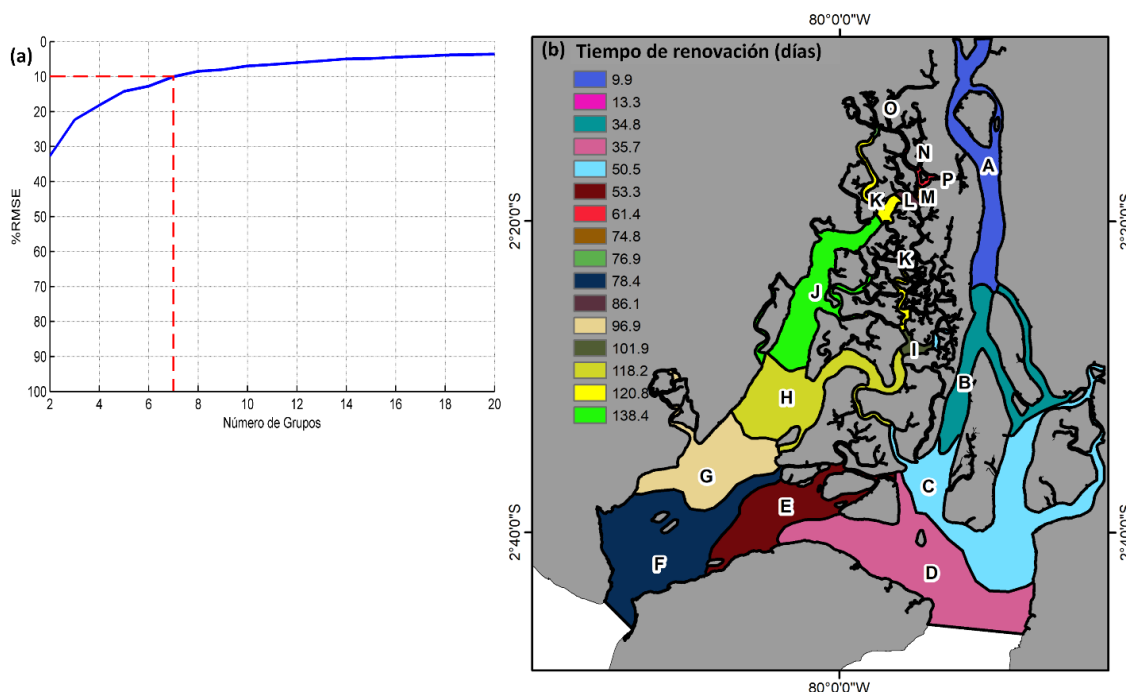 (a)
0
10
20
30
40
50
60
70
80
90
100
%RMSE
2 4 6 8 10 12 14 16 18 20
Número de Grupos
80°0'0"W
(b) Tiempo de renovación (días)
9.9
13.3
34.8
35.7
50.5
53.3
61.4
74.8
76.9
78.4
86.1
96.9
101.9
118.2
120.8
138.4
O
N
A
P
K L M
K
J
I
B
H
G
C
E
F
D
2°20'0"S
2°20'0"S
2°40'0"S
2°40'0"S
80°0'0"W